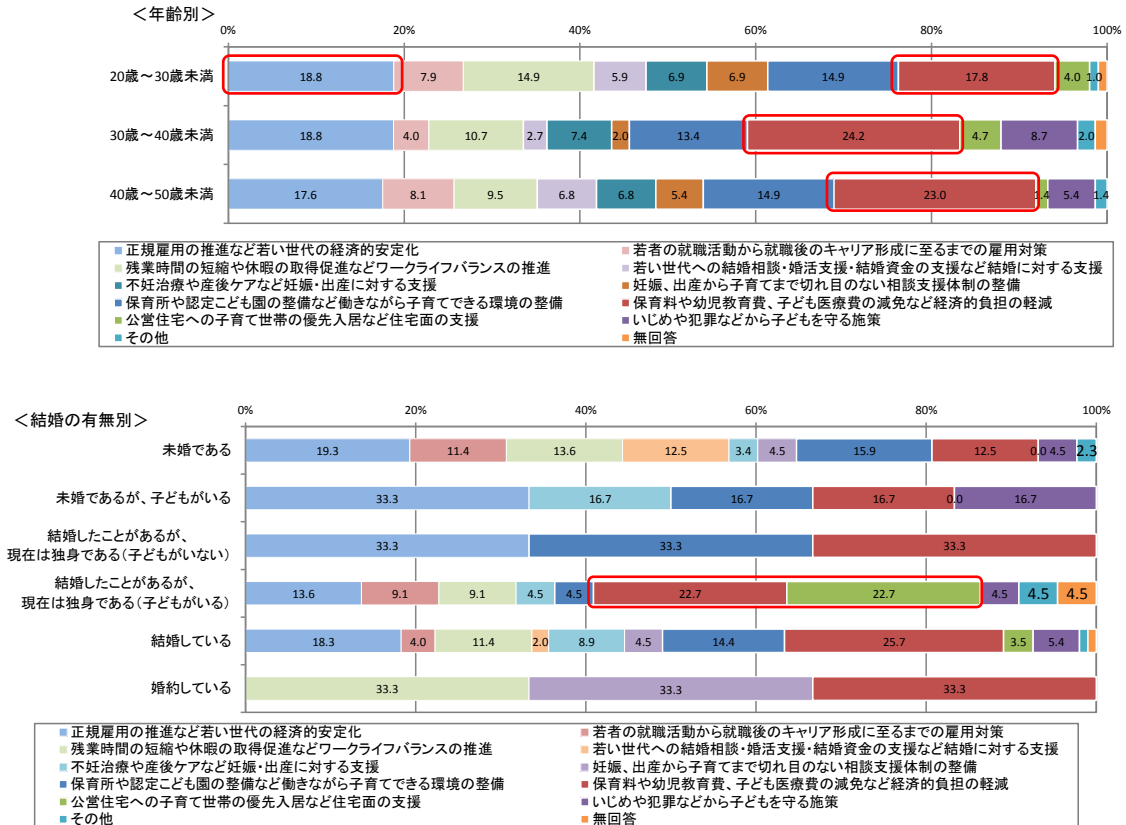 ＜年齢別＞
0% 20% 40% 60% 80% 100%
20歳～30歳未満 18.8 7.9 14.9 5.9 6.9 6.9 14.9 17.8 4.0 1.0
30歳～40歳未満 18.8 4.0 10.7 2.7 7.4 2.0 13.4 24.2 4.7 8.7 2.0
40歳～50歳未満 17.6 8.1 9.5 6.8 6.8 5.4 14.9 23.0 1.4 5.4 1.4
正規雇用の推進など若い世代の経済的安定化 若者の就職活動から就職後のキャリア形成に至るまでの雇用対策
残業時間の短縮や休暇の取得促進などワークライフバランスの推進 若い世代への結婚相談・婚活支援・結婚資金の支援など結婚に対する支援
不妊治療や産後ケアなど妊娠・出産に対する支援 妊娠、出産から子育てまで切れ目のない相談支援体制の整備
保育所や認定こども園の整備など働きながら子育てできる環境の整備 保育料や幼児教育費、子ども医療費の減免など経済的負担の軽減
公営住宅への子育て世帯の優先入居など住宅面の支援 いじめや犯罪などから子どもを守る施策
その他 無回答
＜結婚の有無別＞
0% 20% 40% 60% 80% 100%
未婚である 19.3 11.4 13.6 12.5 3.4 4.5 15.9 12.5 0.0 4.5 2.3
未婚であるが、子どもがいる 33.3 16.7 16.7 16.7 0.0 16.7
結婚したことがあるが、
現在は独身である（子どもがいない） 33.3 33.3 33.3
結婚したことがあるが、
現在は独身である（子どもがいる） 13.6 9.1 9.1 4.5 4.5 22.7 22.7 4.5 4.5 4.5
結婚している 18.3 4.0 11.4 2.0 8.9 4.5 14.4 25.7 3.5 5.4
婚約している 33.3 33.3 33.3
正規雇用の推進など若い世代の経済的安定化 若者の就職活動から就職後のキャリア形成に至るまでの雇用対策
残業時間の短縮や休暇の取得促進などワークライフバランスの推進 若い世代への結婚相談・婚活支援・結婚資金の支援など結婚に対する支援
不妊治療や産後ケアなど妊娠・出産に対する支援 妊娠、出産から子育てまで切れ目のない相談支援体制の整備
保育所や認定こども園の整備など働きながら子育てできる環境の整備 保育料や幼児教育費、子ども医療費の減免など経済的負担の軽減
公営住宅への子育て世帯の優先入居など住宅面の支援 いじめや犯罪などから子どもを守る施策
その他 無回答